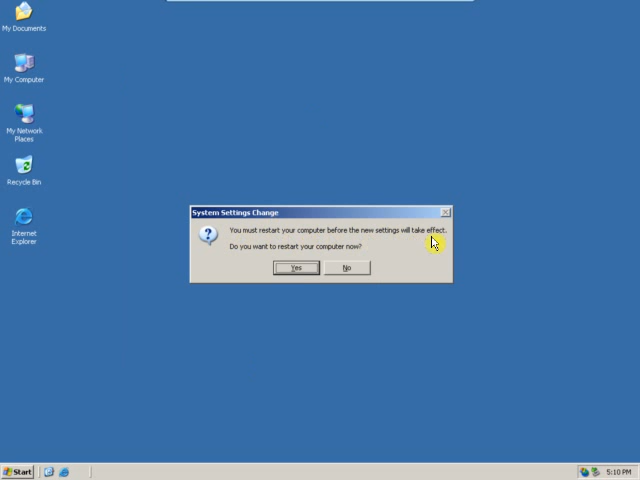 My Documents
My Computer
My Network
Places
Recycle Bin
Internet
Explorer
System Settings Change
You must restart your computer before the new settings will take effect.
Do you want to restart your computer now?
Yes
No
Start
5:10 PM